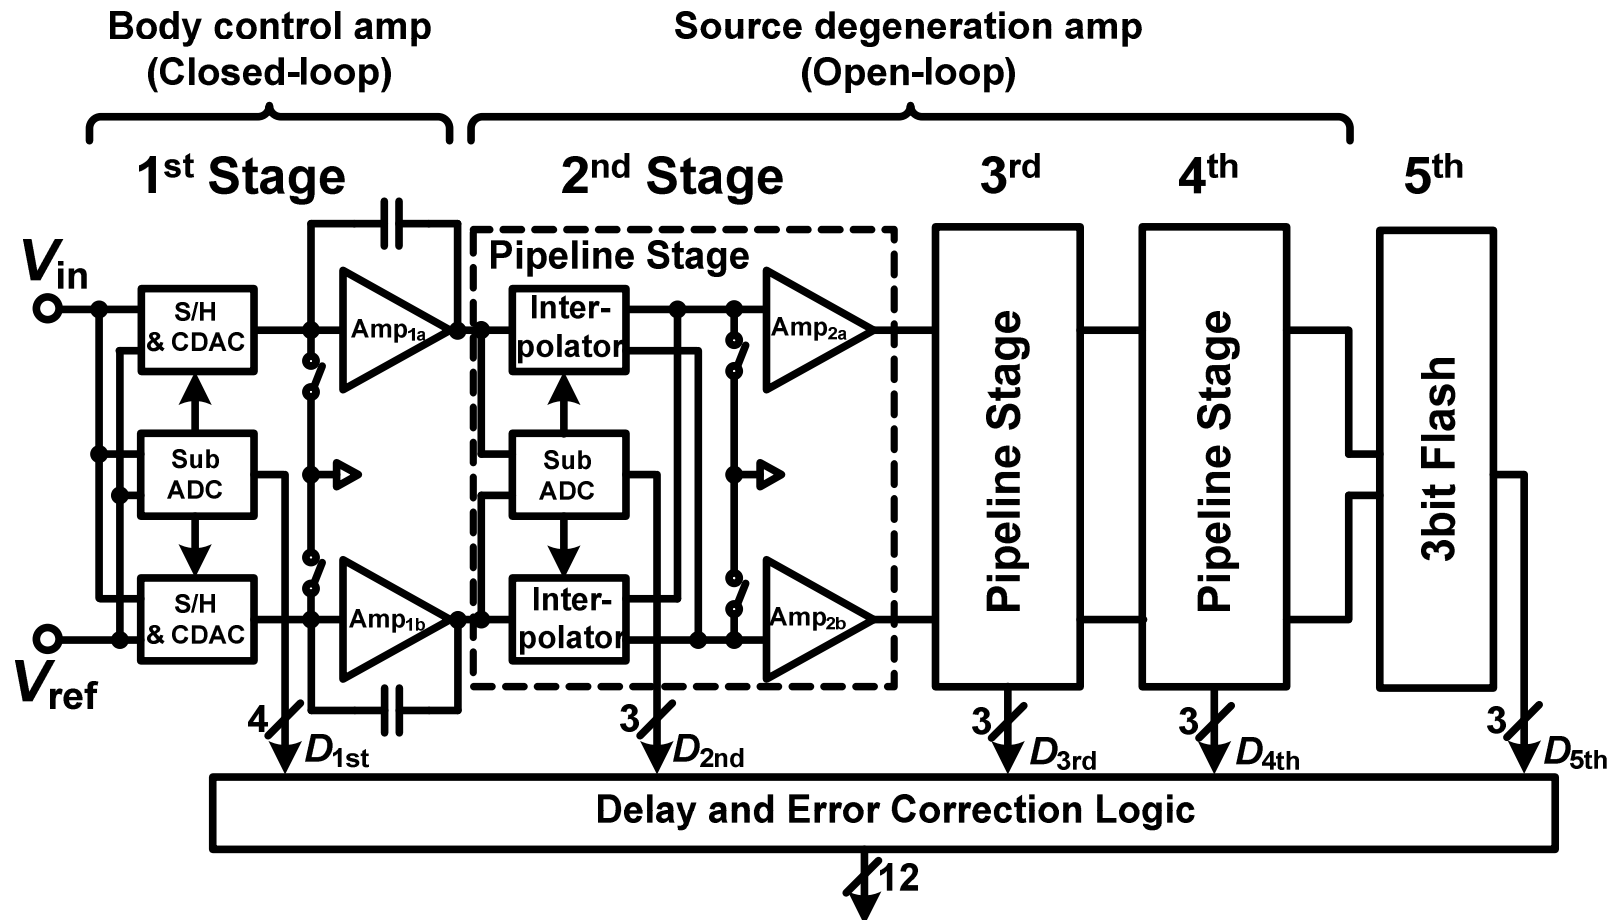 Body control amp
(Closed-loop)
Source degeneration amp
(Open-loop)
1st Stage
2nd Stage
3rd
4th
5th
Vin
Vref
S/H
& CDAC
Sub
ADC
S/H
& CDAC
Amp1a
Amp1b
Pipeline Stage
Inter-
polator
Sub
ADC
Inter-
polator
Amp2a
Amp2b
Pipeline Stage
Pipeline Stage
3bit Flash
4
D1st
3
D2nd
3
D3rd
3
D4th
3
D5th
Delay and Error Correction Logic
12